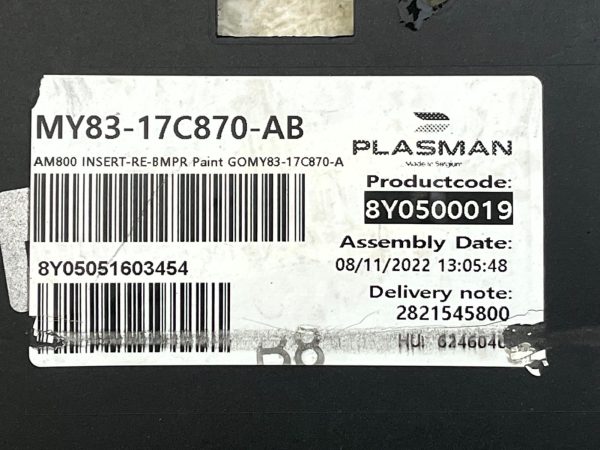 MY83-17C870-AB
PLASMAN
Made in Belgium
AM800 INSERT-RE-BMPR Paint GOMY83-17C870-A
Productcode:
8Y0500019
Assembly Date:
08/11/2022 13:05:48
8Y05051603454
Delivery note:
2821545800